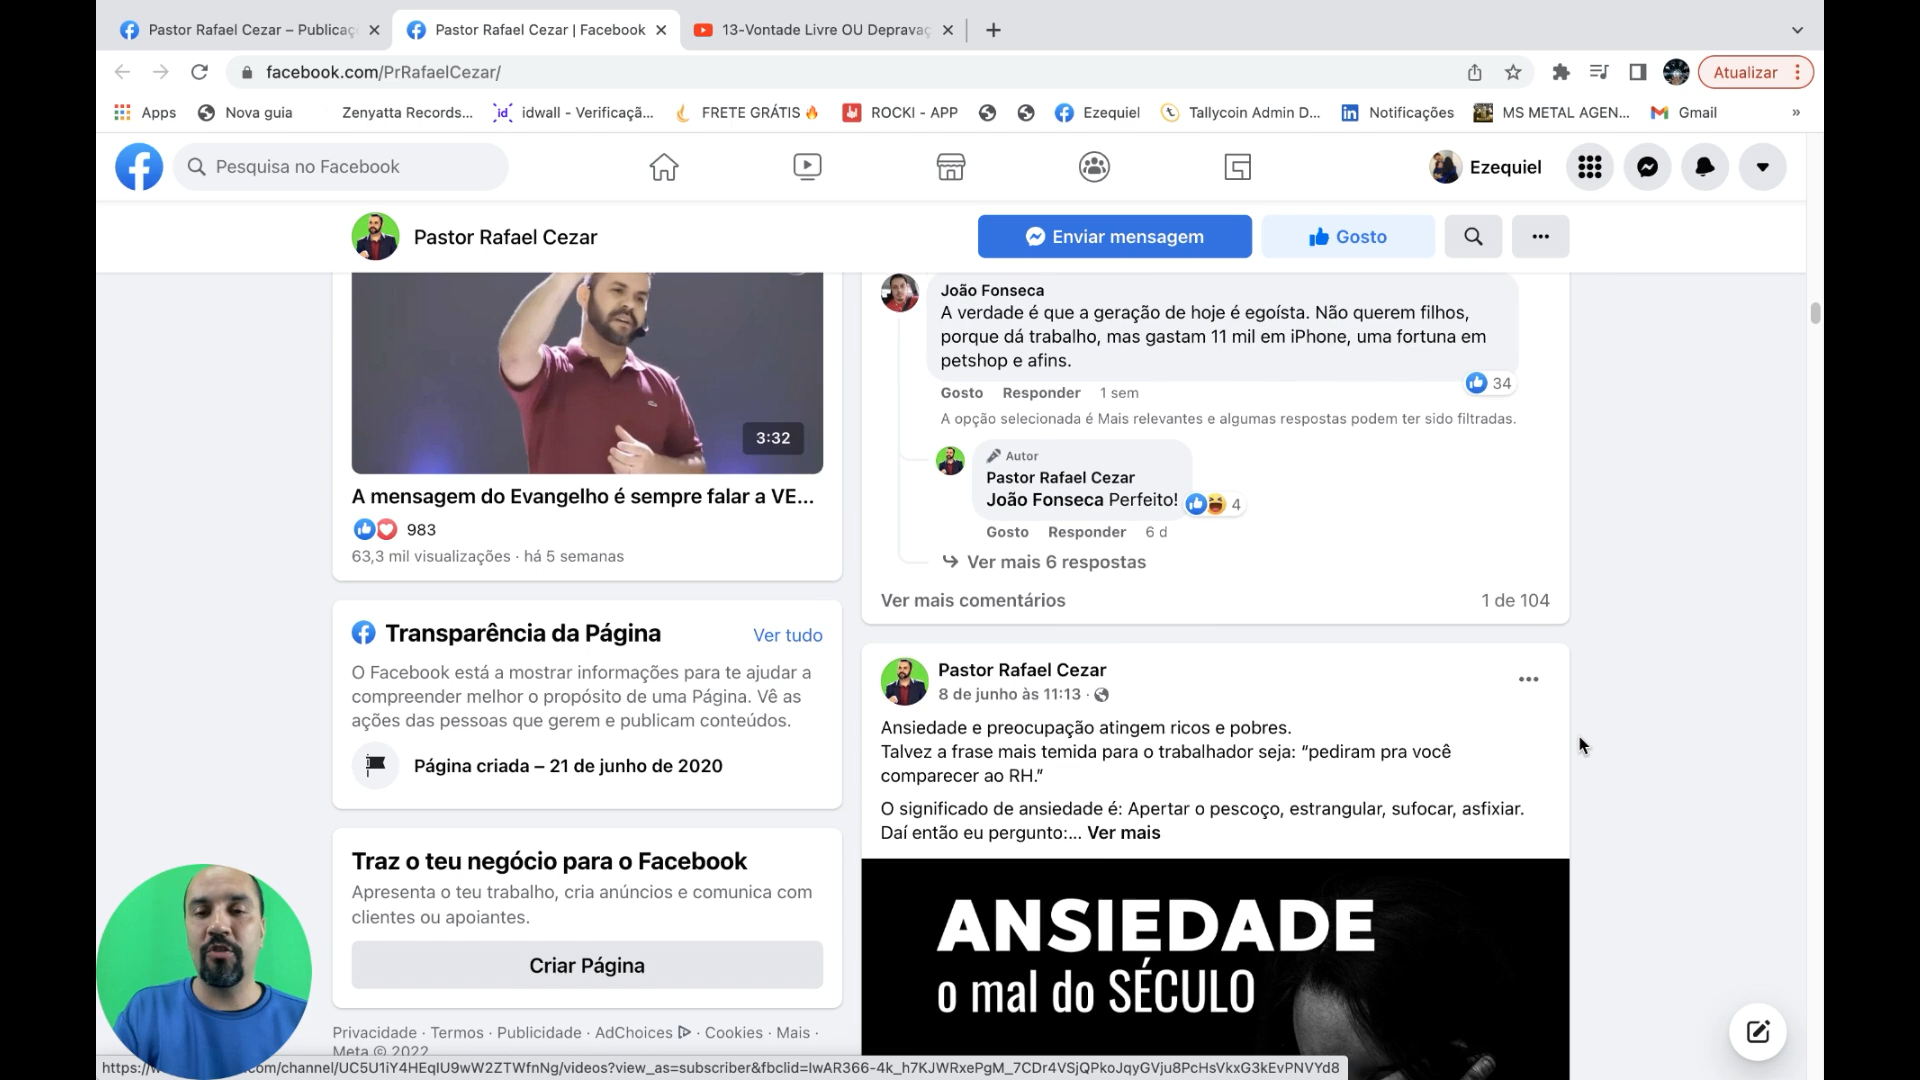 Pastor Rafael Cezar – Publicaç
Pastor Rafael Cezar | Facebook
13-Vontade Livre OU Depravaç
facebook.com/PrRafaelCezar/
Atualizar
Apps
Nova guia
Zenyatta Records...
idwall - Verificaçã...
FRETE GRÁTIS
ROCKI - APP
Ezequiel
Tallycoin Admin D...
Notificações
MS METAL AGEN...
Gmail
»
Pesquisa no Facebook
Ezequiel
Pastor Rafael Cezar
Enviar mensagem
Gosto
3:32
A mensagem do Evangelho é sempre falar a VE...
983
63,3 mil visualizações · há 5 semanas
Transparência da Página
Ver tudo
O Facebook está a mostrar informações para te ajudar a
compreender melhor o propósito de uma Página. Vê as
ações das pessoas que gerem e publicam conteúdos.
Página criada – 21 de junho de 2020
Traz o teu negócio para o Facebook
Apresenta o teu trabalho, cria anúncios e comunica com
clientes ou apoiantes.
Criar Página
Privacidade · Termos · Publicidade · AdChoices · Cookies · Mais ·
Meta © 2022
João Fonseca
A verdade é que a geração de hoje é egoísta. Não querem filhos,
porque dá trabalho, mas gastam 11 mil em iPhone, uma fortuna em
petshop e afins.
34
Gosto Responder 1 sem
A opção selecionada é Mais relevantes e algumas respostas podem ter sido filtradas.
Autor
Pastor Rafael Cezar
João Fonseca Perfeito!
4
Gosto Responder 6 d
Ver mais 6 respostas
Ver mais comentários
1 de 104
Pastor Rafael Cezar
8 de junho às 11:13 ·
Ansiedade e preocupação atingem ricos e pobres.
Talvez a frase mais temida para o trabalhador seja: “pediram pra você
comparecer ao RH.”
O significado de ansiedade é: Apertar o pescoço, estrangular, sufocar, asfixiar.
Daí então eu pergunto:... Ver mais
ANSIEDADE
o mal do SÉCULO